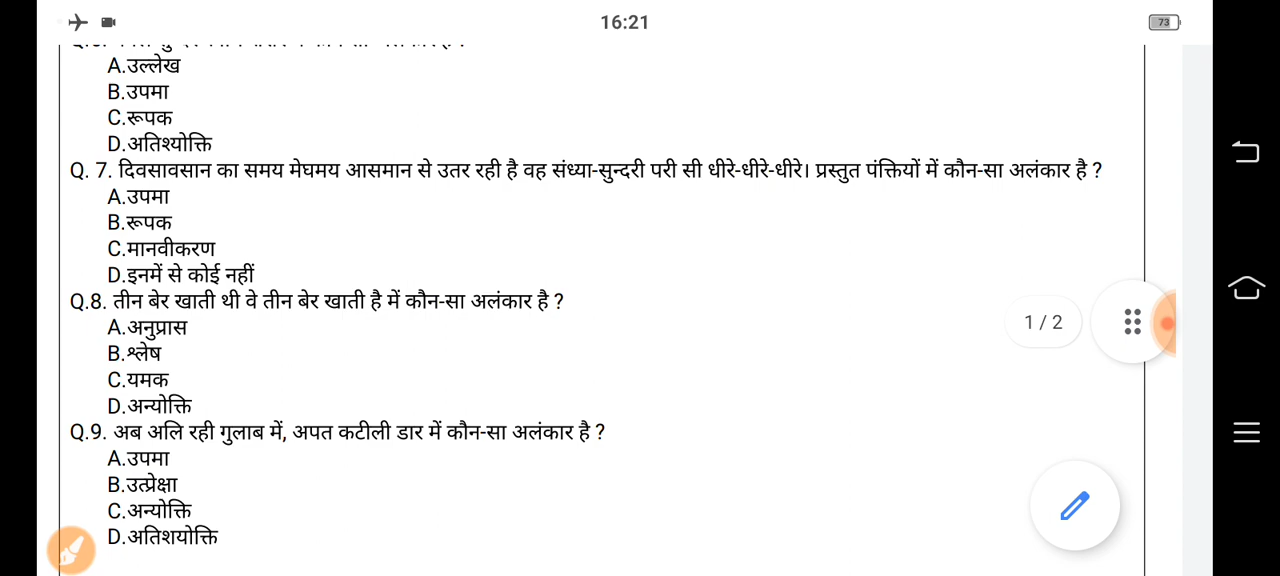 16:21
73
A.उल्लेख
B.उपमा
C.रूपक
D.अतिश्योक्ति
Q. 7. दिवसावसान का समय मेघमय आसमान से उतर रही है वह संध्या-सुन्दरी परी सी धीरे-धीरे-धीरे। प्रस्तुत पंक्तियों में कौन-सा अलंकार है ?
A.उपमा
B.रूपक
C.मानवीकरण
D.इनमें से कोई नहीं
Q.8. तीन बेर खाती थी वे तीन बेर खाती है में कौन-सा अलंकार है ?
A.अनुप्रास
B.श्लेष
C.यमक
D.अन्योक्ति
1 / 2
Q.9. अब अलि रही गुलाब में, अपत कटीली डार में कौन-सा अलंकार है ?
A.उपमा
B.उत्प्रेक्षा
C.अन्योक्ति
D.अतिशयोक्ति